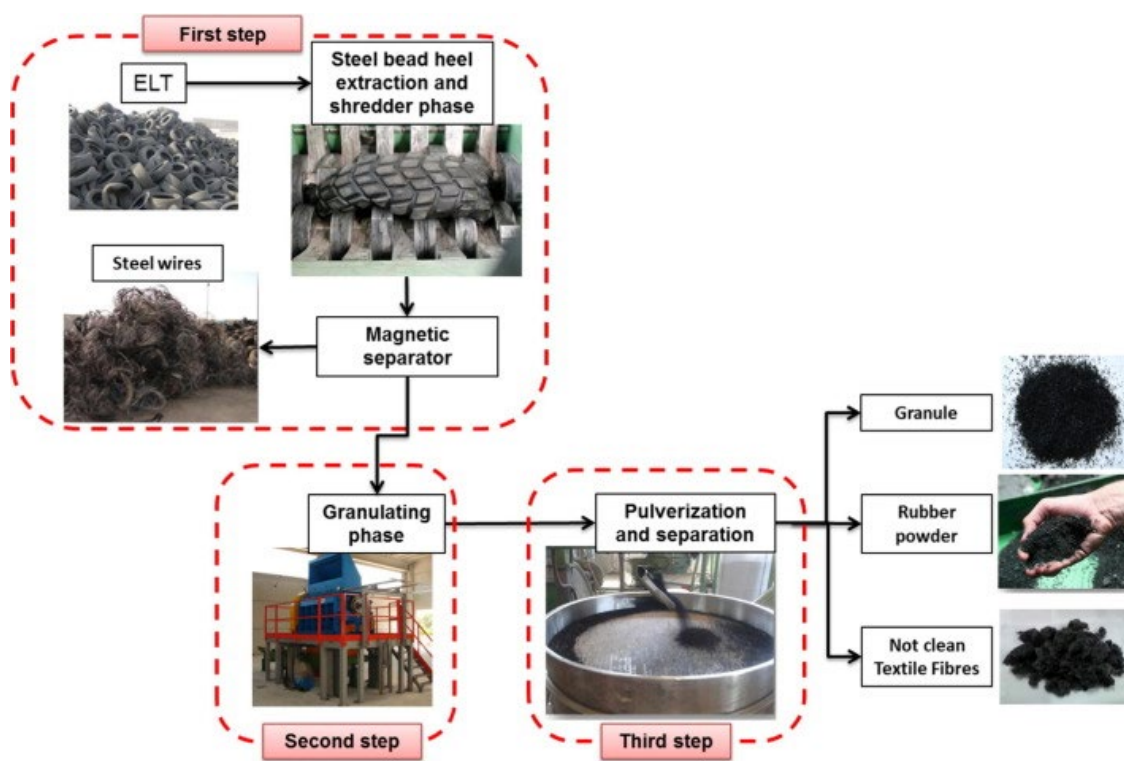 First step
ELT
Steel bead heel
extraction and
shredder phase
Steel wires
Magnetic
separator
Granule
Granulating
phase
Pulverization
and separation
Rubber
powder
Not clean
Textile Fibres
Second step
Third step